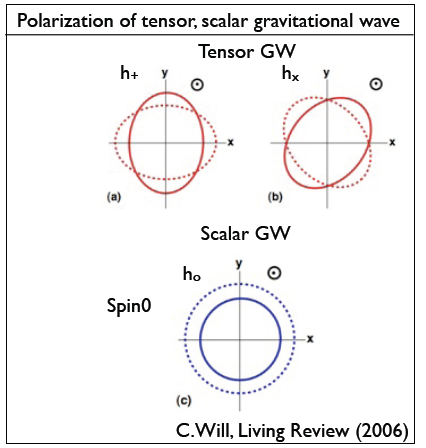 Polarization of tensor, scalar gravitational wave
Tensor GW
h+ y
x
(a)
hx y
x
(b)
Scalar GW
ho y
Spin0
x
(c)
C.Will, Living Review (2006)